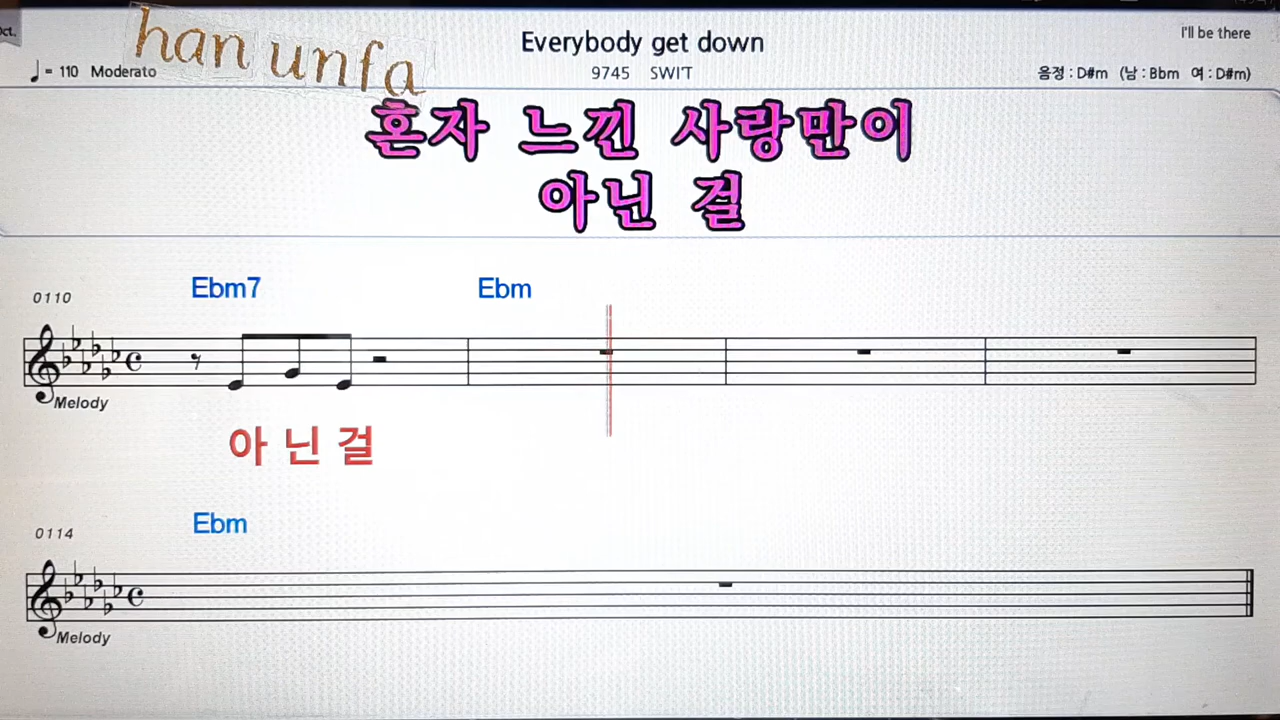 Oct.
han unfa
Everybody get down
I'll be there
= 110 Moderato
9745 SWI'T
음정 : D#m (남 : Bbm 여 : D#m)
혼자 느낀 사랑만이
아닌 걸
Ebm7 Ebm
0110
Melody
아 닌 걸
Ebm
0114
Melody